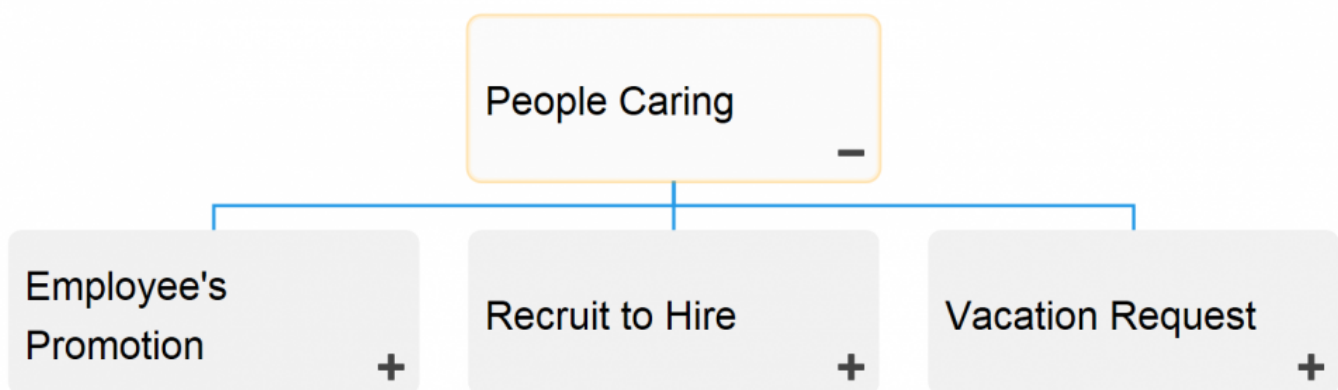 People Caring
Employee's
Promotion
Recruit to Hire
Vacation Request